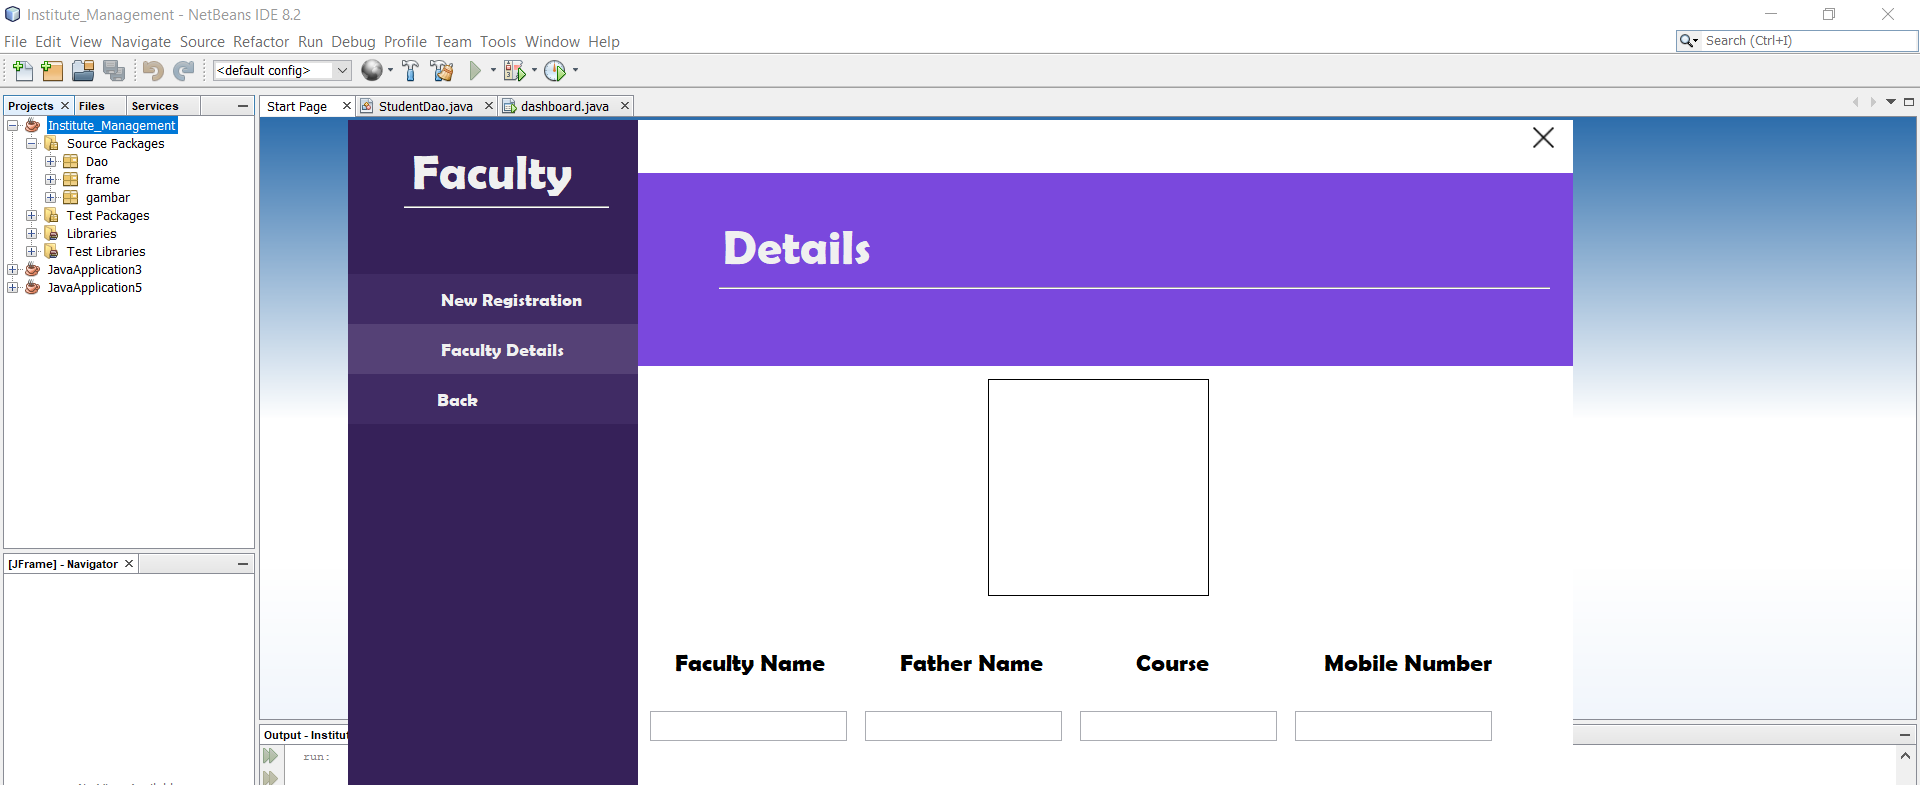 Institute_Management - NetBeans IDE 8.2
File Edit View Navigate Source Refactor Run Debug Profile Team Tools Window Help
Search (Ctrl+I)
<default config>
Projects Files Services
Start Page StudentDao.java dashboard.java
Institute_Management
Source Packages
Dao
frame
gambar
Test Packages
Libraries
Test Libraries
JavaApplication3
JavaApplication5
[JFrame] - Navigator
Faculty
New Registration
Faculty Details
Back
Details
Faculty Name Father Name Course Mobile Number
Output - Institut
run: